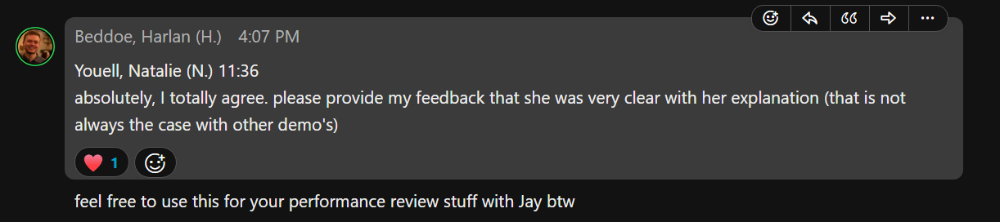 Beddoe, Harlan (H.) 4:07 PM
Youell, Natalie (N.) 11:36
absolutely, I totally agree. please provide my feedback that she was very clear with her explanation (that is not
always the case with other demo's)
1
feel free to use this for your performance review stuff with Jay btw